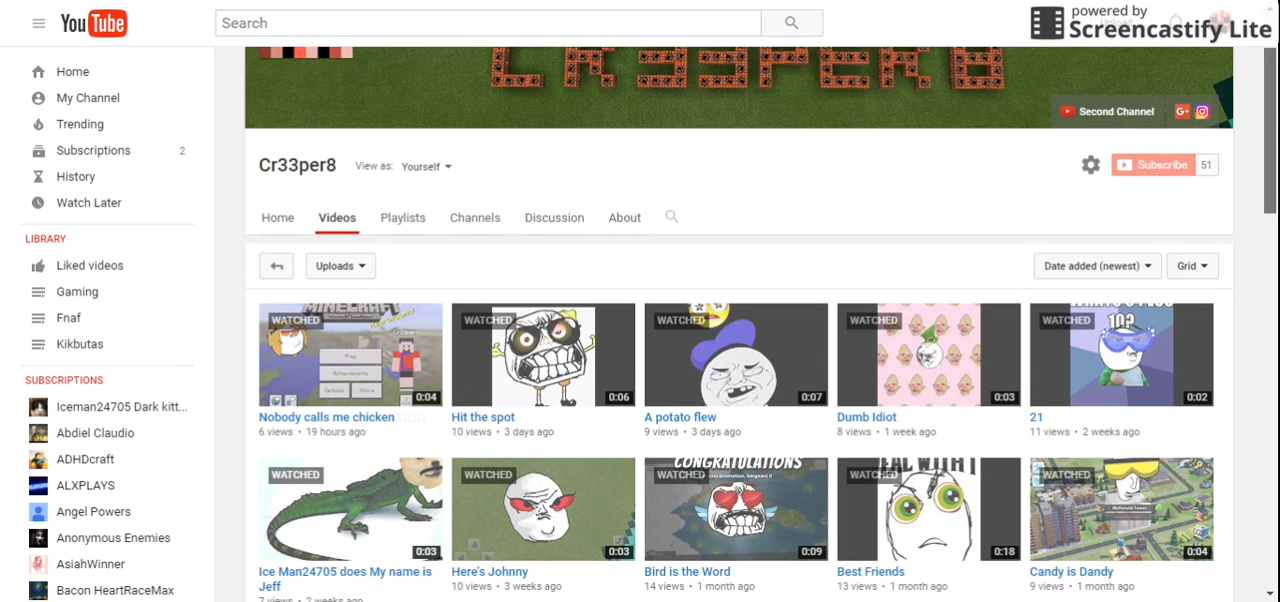 YouTube
Search
powered by
Screencastify Lite
Home
My Channel
Trending
Subscriptions 2
History
Watch Later
LIBRARY
Liked videos
Gaming
Fnaf
Kikbutas
SUBSCRIPTIONS
Iceman24705 Dark kitt...
Abdiel Claudio
ADHDcraft
ALXPLAYS
Angel Powers
Anonymous Enemies
AsiahWinner
Bacon HeartRaceMax
CR33PER8
Second Channel
G+
Cr33per8 View as: Yourself
Subscribe 51
Home Videos Playlists Channels Discussion About
Uploads Date added (newest) Grid
WATCHED 0:04
WATCHED 0:06
WATCHED 0:07
WATCHED 0:03
WATCHED 10? 0:02
Nobody calls me chicken
6 views • 19 hours ago
Hit the spot
10 views • 3 days ago
A potato flew
9 views • 3 days ago
Dumb Idiot
8 views • 1 week ago
21
11 views • 2 weeks ago
WATCHED 0:03
WATCHED 0:03
CONGRATULATIONS
WATCHED 0:09
WATCHED 0:18
WATCHED 0:04
Ice Man24705 does My name is
Jeff
7 views • 2 weeks ago
Here's Johnny
10 views • 3 weeks ago
Bird is the Word
14 views • 1 month ago
Best Friends
13 views • 1 month ago
Candy is Dandy
9 views • 1 month ago